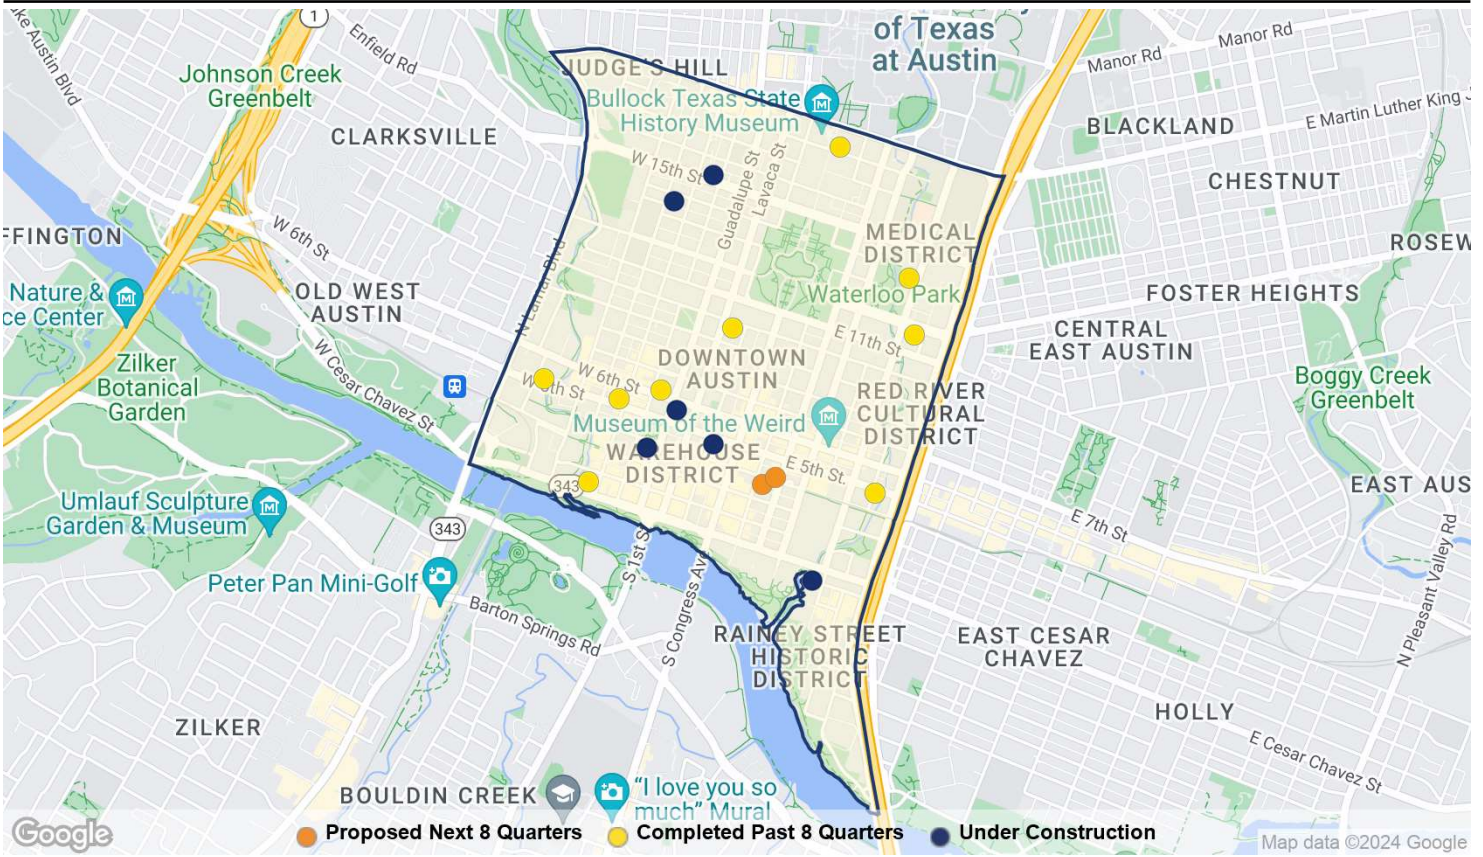 1
of Texas
at Austin
Manor Rd
Manor Rd
Enfield Rd
Johnson Creek
Greenbelt
JUDGE'S HILL
Bullock Texas State
History Museum
CLARKSVILLE
BLACKLAND
E Martin Luther King J
W 15th St
Guadalupe St
Lavaca St
CHESTNUT
Austin Blvd
FFINGTON
W 6th St
MEDICAL
DISTRICT
ROSEW
Nature &
ce Center
OLD WEST
AUSTIN
N Lamar Blvd
Waterloo Park
FOSTER HEIGHTS
CENTRAL
EAST AUSTIN
E 11th St
W Cesar Chavez St
Zilker
Botanical
Garden
DOWNTOWN
AUSTIN
W 6th St
Boggy Creek
Greenbelt
RED RIVER
CULTURAL
DISTRICT
Museum of the Weird
WAREHOUSE
DISTRICT
E 5th St.
343
EAST AUS
Umlauf Sculpture
Garden & Museum
343
E 7th St
S 1st St
S Congress Ave
N Pleasant Valley Rd
Peter Pan Mini-Golf
Barton Springs Rd
RAINEY STREET
HISTORIC
DISTRICT
EAST CESAR
CHAVEZ
ZILKER
HOLLY
E Cesar Chavez St
BOULDIN CREEK
"I love you so
much" Mural
Proposed Next 8 Quarters Completed Past 8 Quarters Under Construction
Google
Map data ©2024 Google